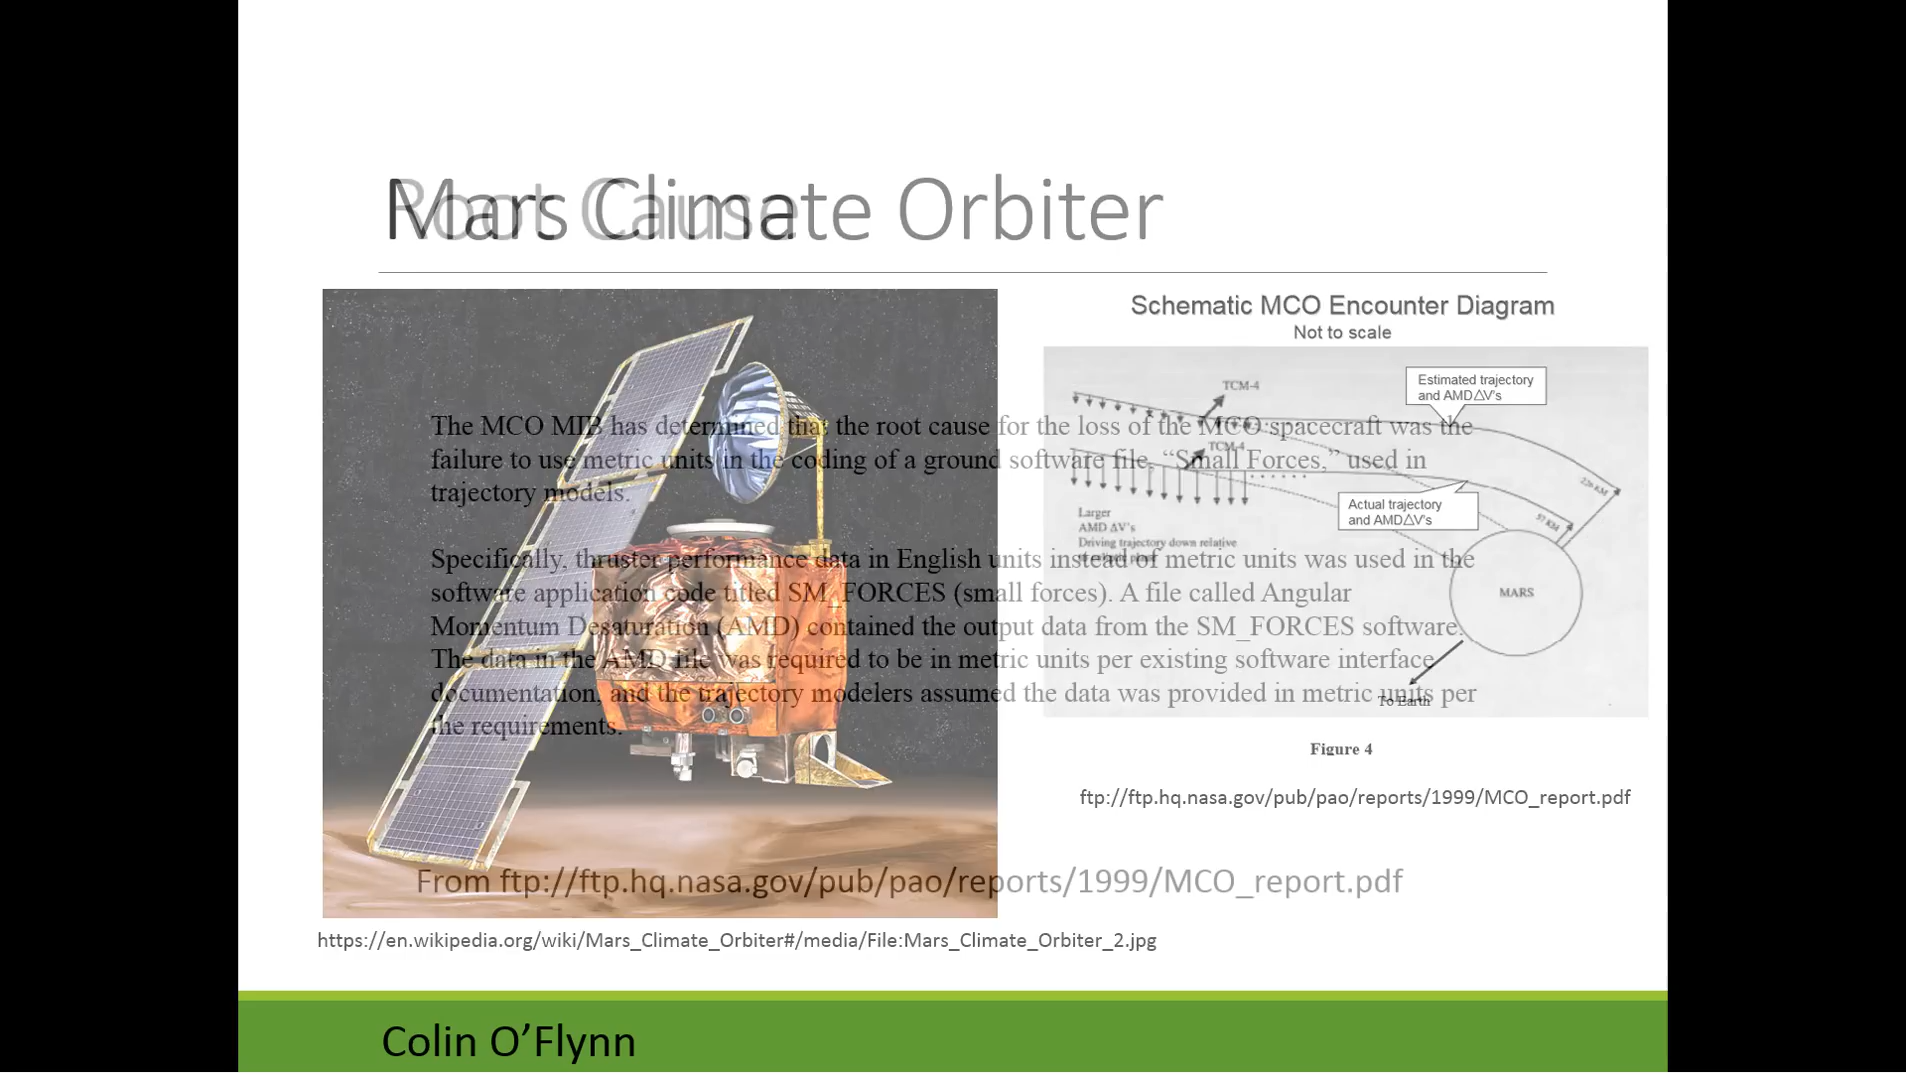 Mars Climate Orbiter
Root Cause
Schematic MCO Encounter Diagram
Not to scale
TCM-4
Estimated trajectory
and AMD△V's
TCM-4
226 KM
Actual trajectory
and AMD△V's
57 KM
Larger
AMD ΔV's
Driving trajectory down relative
MARS
To Earth
Figure 4
ftp://ftp.hq.nasa.gov/pub/pao/reports/1999/MCO_report.pdf
The MCO MIB has determined that the root cause for the loss of the MCO spacecraft was the
failure to use metric units in the coding of a ground software file, “Small Forces,” used in
trajectory models.
Specifically, thruster performance data in English units instead of metric units was used in the
software application code titled SM_FORCES (small forces). A file called Angular
Momentum Desaturation (AMD) contained the output data from the SM_FORCES software.
The data in the AMD file was required to be in metric units per existing software interface
documentation, and the trajectory modelers assumed the data was provided in metric units per
the requirements.
From ftp://ftp.hq.nasa.gov/pub/pao/reports/1999/MCO_report.pdf
https://en.wikipedia.org/wiki/Mars_Climate_Orbiter#/media/File:Mars_Climate_Orbiter_2.jpg
Colin O’Flynn